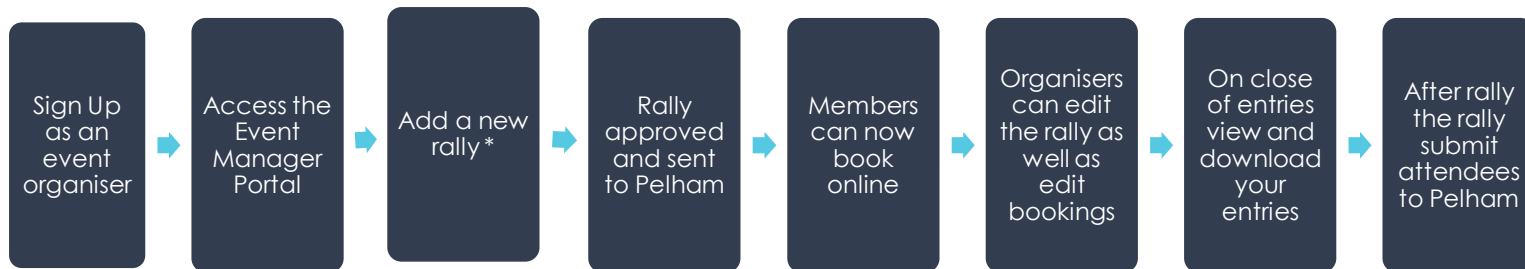 Sign Up
as an
event
organiser
Access the
Event
Manager
Portal
Add a new
rally *
Rally
approved
and sent
to Pelham
Members
can now
book
online
Organisers
can edit
the rally as
well as
edit
bookings
On close
of entries
view and
download
your
entries
After rally
the rally
submit
attendees
to Pelham